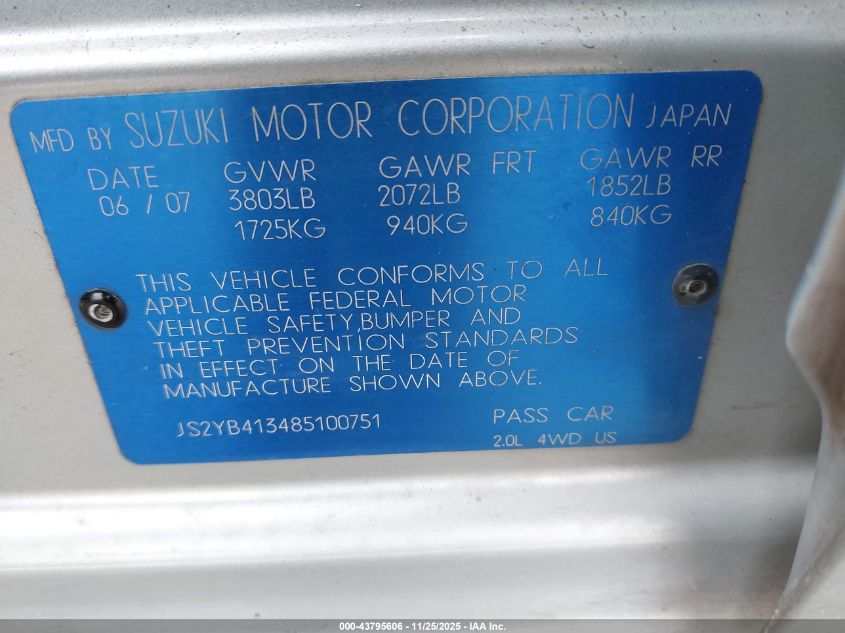 MFD BY SUZUKI MOTOR CORPORATION JAPAN
DATE GVWR GAWR FRT GAWR RR
06 / 07 3803LB 2072LB 1852LB
1725KG 940KG 840KG
THIS VEHICLE CONFORMS TO ALL
APPLICABLE FEDERAL MOTOR
VEHICLE SAFETY,BUMPER AND
THEFT PREVENTION STANDARDS
IN EFFECT ON THE DATE OF
MANUFACTURE SHOWN ABOVE.
JS2YB413485100751 PASS CAR
2.0L 4WD US
000-43795606 - 11/25/2025 - IAA Inc.